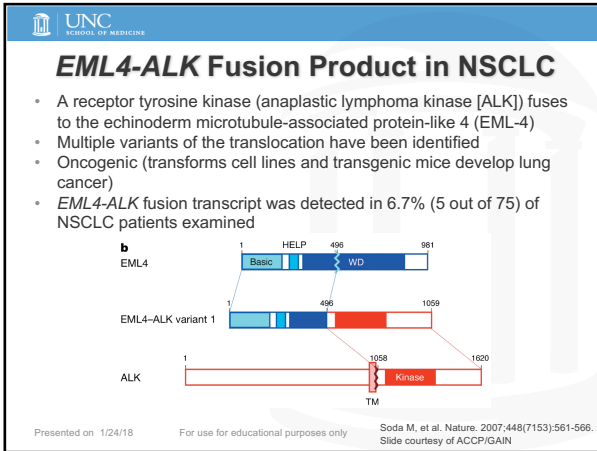 UNC
SCHOOL OF MEDICINE
EML4-ALK Fusion Product in NSCLC
• A receptor tyrosine kinase (anaplastic lymphoma kinase [ALK]) fuses
to the echinoderm microtubule-associated protein-like 4 (EML-4)
• Multiple variants of the translocation have been identified
• Oncogenic (transforms cell lines and transgenic mice develop lung
cancer)
• EML4-ALK fusion transcript was detected in 6.7% (5 out of 75) of
NSCLC patients examined
b
1 HELP 496 981
EML4 Basic WD
1 496 1059
EML4–ALK variant 1
1 1058 1620
ALK Kinase
TM
Presented on 1/24/18 For use for educational purposes only
Soda M, et al. Nature. 2007;448(7153):561-566.
Slide courtesy of ACCP/GAIN